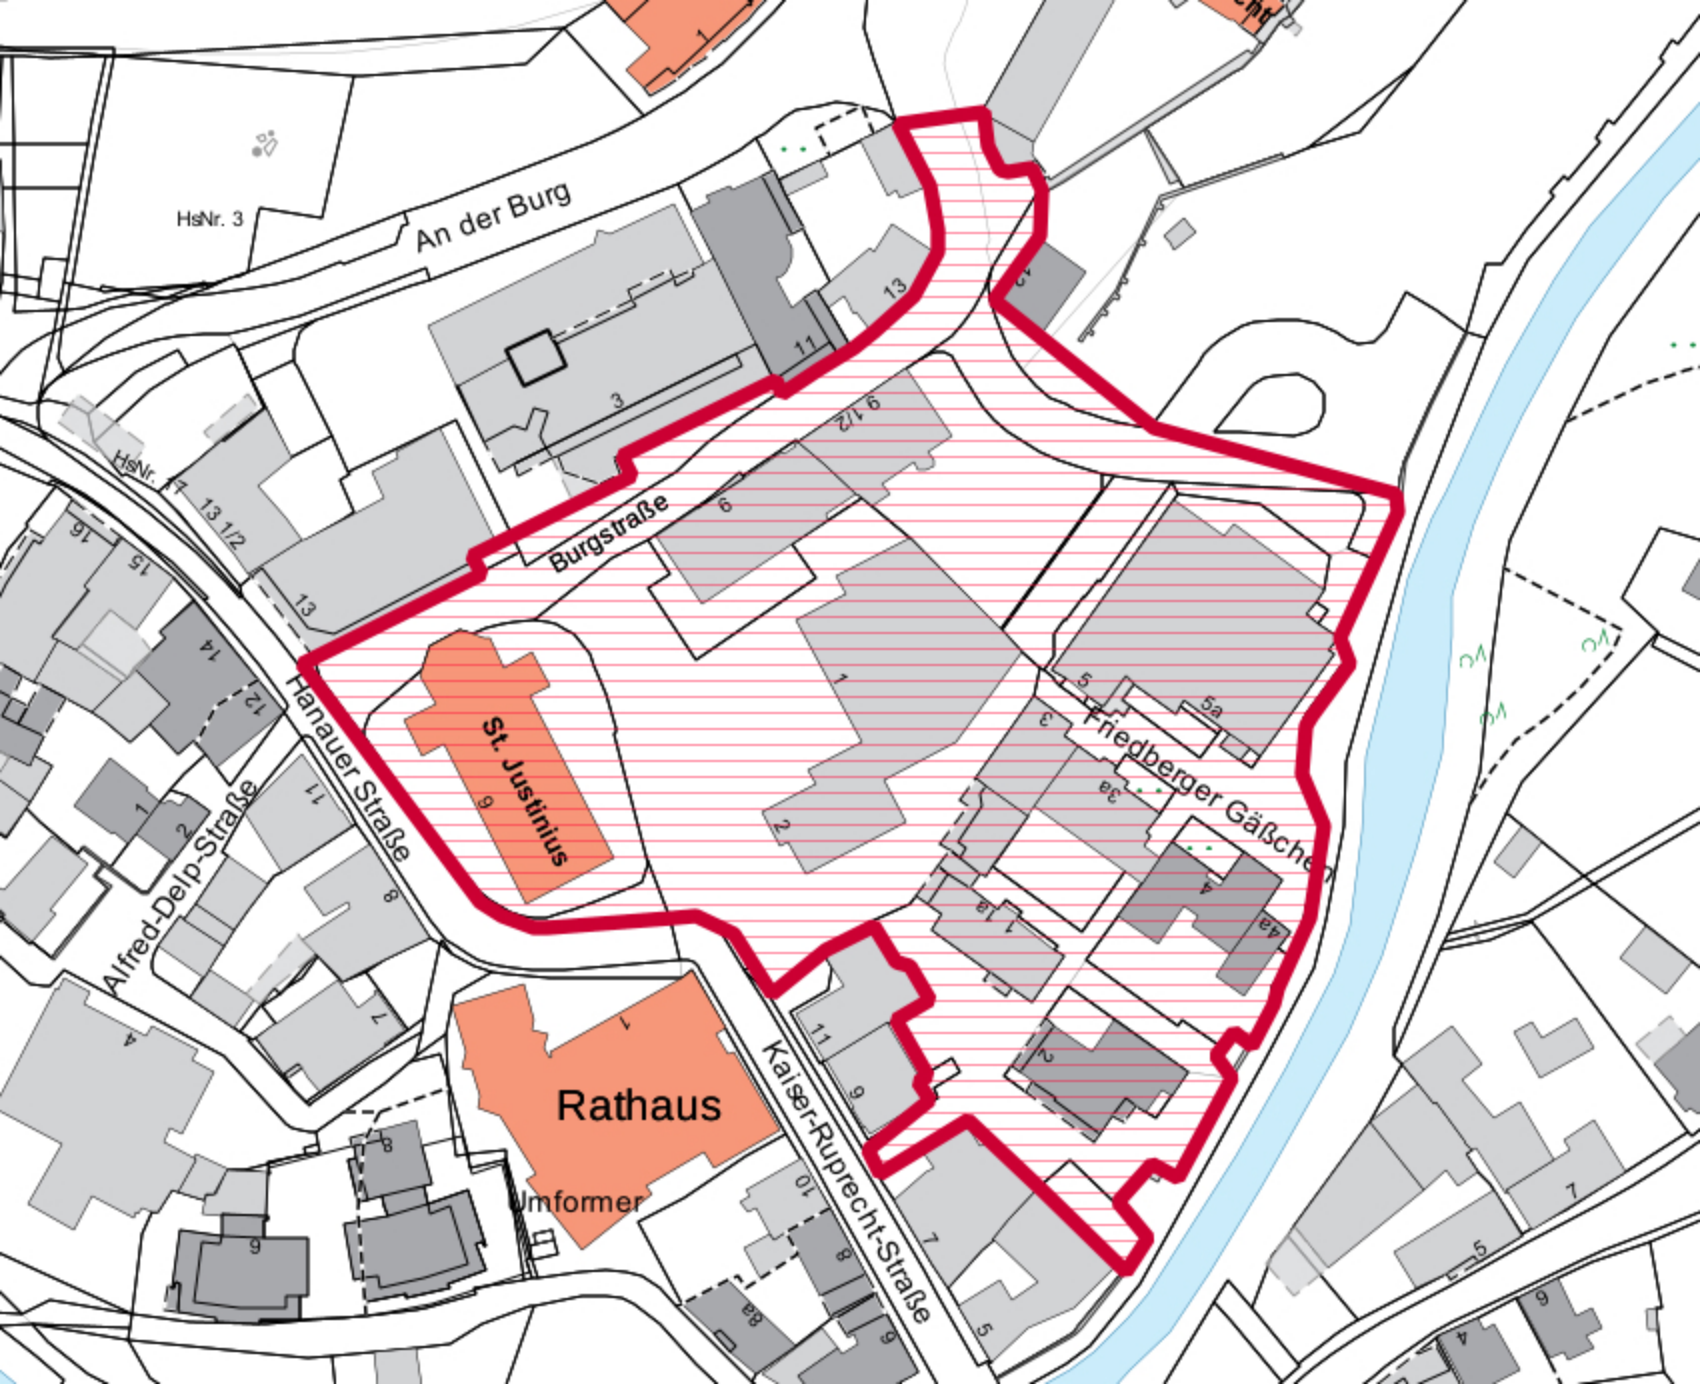 1
HsNr. 3
An der Burg
13
12
11
3
9 1/2
9
Burgstraße
HsNr. 17
13 1/2
13
16
15
14
12
Hanauer Straße
St. Justinius
6
1
2
5
5a
Friedberger Gäßchen
3
3a
4
4a
1a
1
2
11
1
2
Alfred-Delp-Straße
8
7
4
1
Rathaus
Umformer
11
9
Kaiser-Ruprecht-Straße
8
9
10
8
8a
9
7
5
7
5
6
4